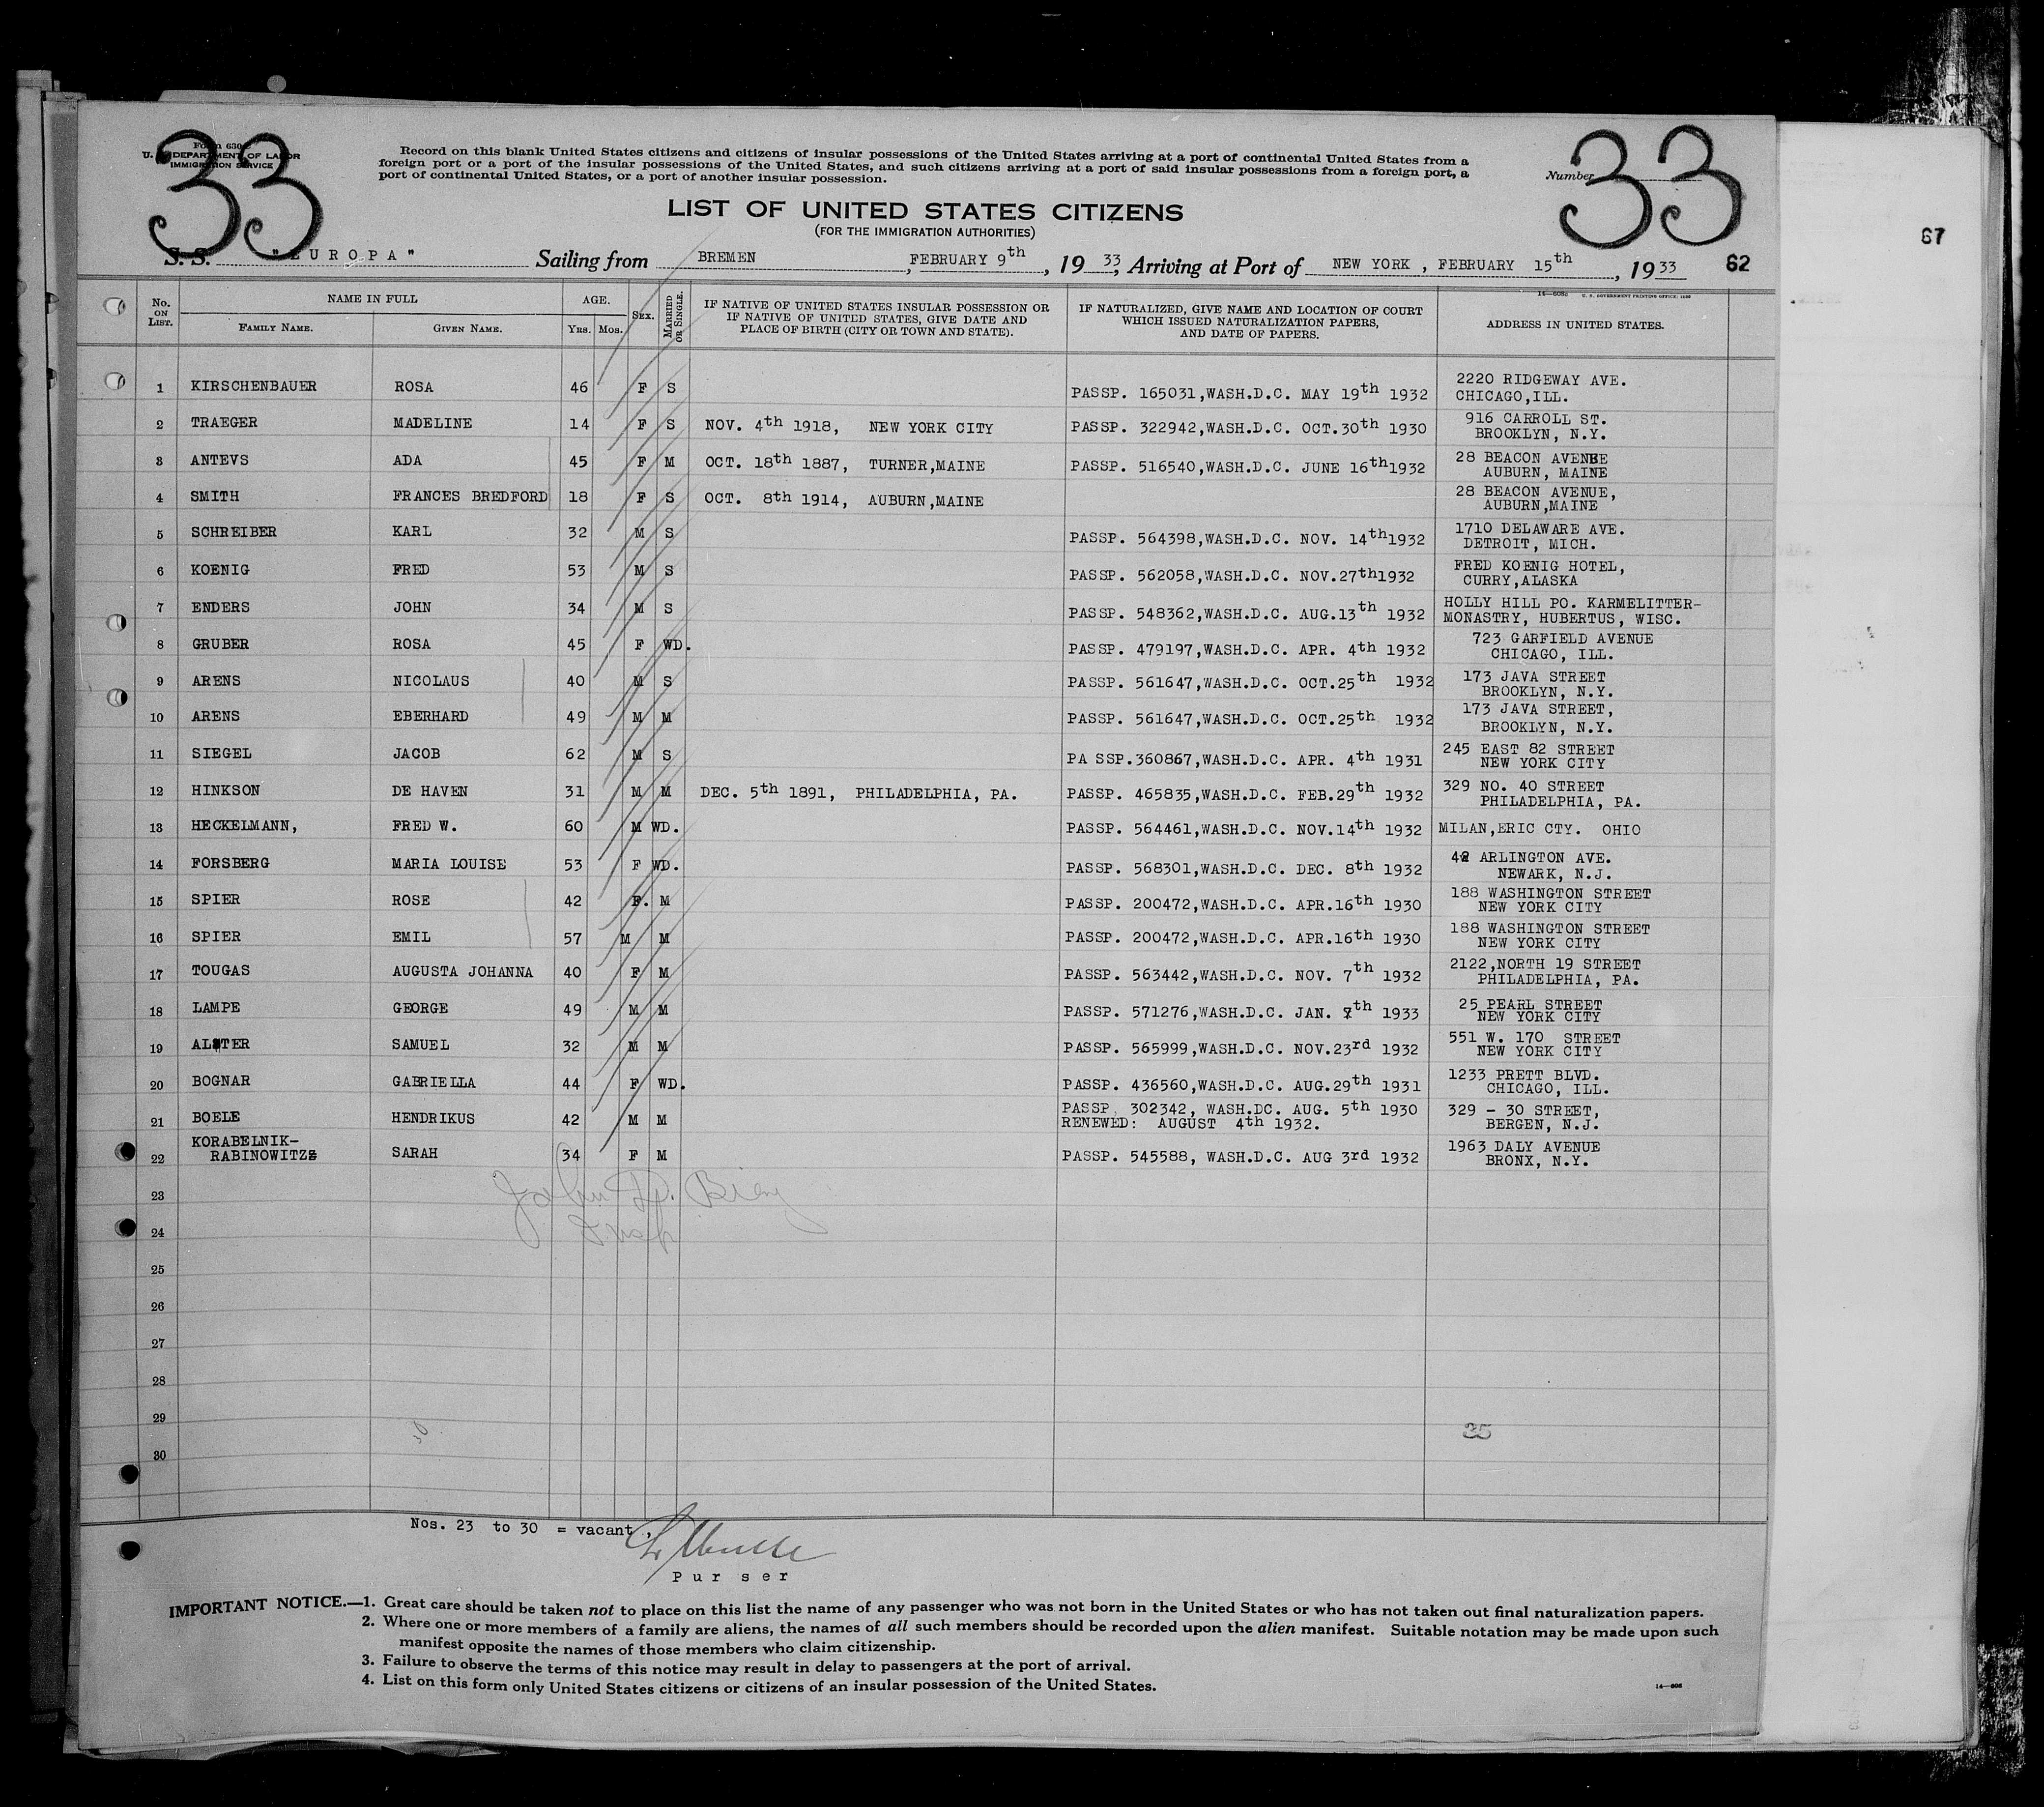 33
33
Form 630
U. S. DEPARTMENT OF LABOR
IMMIGRATION SERVICE
Record on this blank United States citizens and citizens of insular possessions of the United States arriving at a port of continental United States from a
foreign port or a port of the insular possessions of the United States, and such citizens arriving at a port of said insular possessions from a foreign port, a
port of continental United States, or a port of another insular possession.
Number
67
LIST OF UNITED STATES CITIZENS
(FOR THE IMMIGRATION AUTHORITIES)
S. S. "EUROPA" Sailing from BREMEN, FEBRUARY 9th, 1933, Arriving at Port of NEW YORK, FEBRUARY 15th, 1933 62
14—608a U. S. GOVERNMENT PRINTING OFFICE: 1932
No. ON LIST. NAME IN FULL AGE. SEX. MARRIED OR SINGLE. IF NATIVE OF UNITED STATES INSULAR POSSESSION OR IF NATIVE OF UNITED STATES, GIVE DATE AND PLACE OF BIRTH (CITY OR TOWN AND STATE). IF NATURALIZED, GIVE NAME AND LOCATION OF COURT WHICH ISSUED NATURALIZATION PAPERS, AND DATE OF PAPERS. ADDRESS IN UNITED STATES.
FAMILY NAME. GIVEN NAME. YRS. MOS.
1 KIRSCHENBAUER ROSA 46 F S PASSP. 165031,WASH.D.C. MAY 19th 1932 2220 RIDGEWAY AVE. CHICAGO,ILL.
2 TRAEGER MADELINE 14 F S NOV. 4th 1918, NEW YORK CITY PASSP. 322942,WASH.D.C. OCT.30th 1930 916 CARROLL ST. BROOKLYN, N.Y.
3 ANTEVS ADA 45 F M OCT. 18th 1887, TURNER,MAINE PASSP. 516540,WASH.D.C. JUNE 16th1932 28 BEACON AVENUE AUBURN, MAINE
4 SMITH FRANCES BREDFORD 18 F S OCT. 8th 1914, AUBURN,MAINE 28 BEACON AVENUE, AUBURN,MAINE
5 SCHREIBER KARL 32 M S PASSP. 564398,WASH.D.C. NOV. 14th1932 1710 DELAWARE AVE. DETROIT, MICH.
6 KOENIG FRED 53 M S PASSP. 562058,WASH.D.C. NOV.27th1932 FRED KOENIG HOTEL, CURRY,ALASKA
7 ENDERS JOHN 34 M S PASSP. 548362,WASH.D.C. AUG.13th 1932 HOLLY HILL PO. KARMELITTER-MONASTRY, HUBERTUS, WISC.
8 GRUBER ROSA 45 F WD. PASSP. 479197,WASH.D.C. APR. 4th 1932 723 GARFIELD AVENUE CHICAGO, ILL.
9 ARENS NICOLAUS 40 M S PASSP. 561647,WASH.D.C. OCT.25th 1932 173 JAVA STREET BROOKLYN, N.Y.
10 ARENS EBERHARD 49 M M PASSP. 561647,WASH.D.C. OCT.25th 1932 173 JAVA STREET, BROOKLYN, N.Y.
11 SIEGEL JACOB 62 M S PA SSP.360867,WASH.D.C. APR. 4th 1931 245 EAST 82 STREET NEW YORK CITY
12 HINKSON DE HAVEN 31 M M DEC. 5th 1891, PHILADELPHIA, PA. PASSP. 465835,WASH.D.C. FEB.29th 1932 329 NO. 40 STREET PHILADELPHIA, PA.
13 HECKELMANN, FRED W. 60 M WD. PASSP. 564461,WASH.D.C. NOV.14th 1932 MILAN,ERIC CTY. OHIO
14 FORSBERG MARIA LOUISE 53 F WD. PASSP. 568301,WASH.D.C. DEC. 8th 1932 42 ARLINGTON AVE. NEWARK, N.J.
15 SPIER ROSE 42 F. M PASSP. 200472,WASH.D.C. APR.16th 1930 188 WASHINGTON STREET NEW YORK CITY
16 SPIER EMIL 57 M M PASSP. 200472,WASH.D.C. APR.16th 1930 188 WASHINGTON STREET NEW YORK CITY
17 TOUGAS AUGUSTA JOHANNA 40 F M PASSP. 563442,WASH.D.C. NOV. 7th 1932 2122,NORTH 19 STREET PHILADELPHIA, PA.
18 LAMPE GEORGE 49 M M PASSP. 571276,WASH.D.C. JAN. 7th 1933 25 PEARL STREET NEW YORK CITY
19 ALTER SAMUEL 32 M M PASSP. 565999,WASH.D.C. NOV.23rd 1932 551 W. 170 STREET NEW YORK CITY
20 BOGNAR GABRIELLA 44 F WD. PASSP. 436560,WASH.D.C. AUG.29th 1931 1233 PRETT BLVD. CHICAGO, ILL.
21 BOELE HENDRIKUS 42 M M PASSP. 302342, WASH.DC. AUG. 5th 1930 RENEWED: AUGUST 4th 1932. 329 - 30 STREET, BERGEN, N.J.
22 KORABELNIK-RABINOWITZ SARAH 34 F M PASSP. 545588, WASH.D.C. AUG 3rd 1932 1963 DALY AVENUE BRONX, N.Y.
23
24
Insp
25
26
27
28
29
30
30
35
Nos. 23 to 30 = vacant,
Purser
IMPORTANT NOTICE.—1. Great care should be taken not to place on this list the name of any passenger who was not born in the United States or who has not taken out final naturalization papers.
2. Where one or more members of a family are aliens, the names of all such members should be recorded upon the alien manifest. Suitable notation may be made upon such
manifest opposite the names of those members who claim citizenship.
3. Failure to observe the terms of this notice may result in delay to passengers at the port of arrival.
4. List on this form only United States citizens or citizens of an insular possession of the United States.
14—608